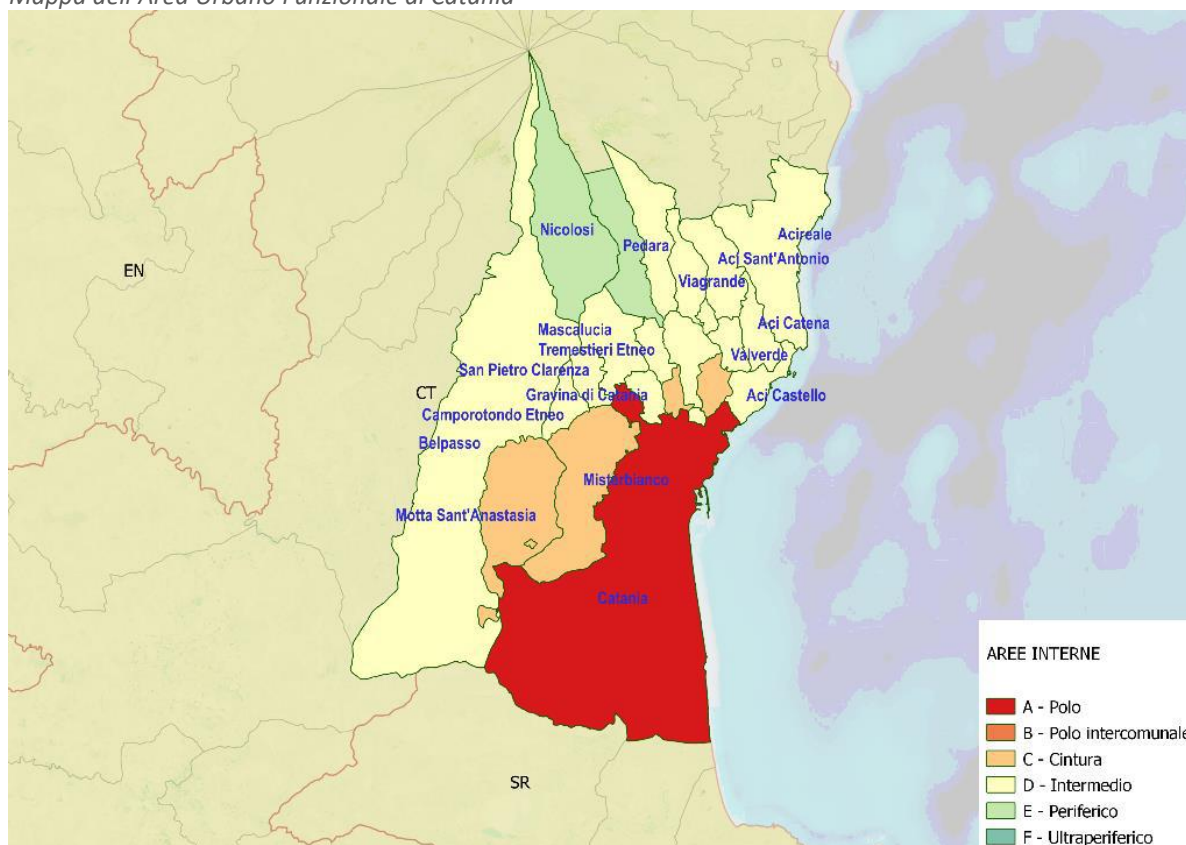 Mappa dell'Area Urbano Funzionale di Catania
Nicolosi
Pedara
Acireale
Aci Sant'Antonio
EN
Viagrande
Mascalucia
Aci Catena
Tremestieri Etneo
Valverde
San Pietro Clarenza
CT
Gravina di Catania
Aci Castello
Camporotondo Etneo
Belpasso
Misterbianco
Motta Sant'Anastasia
Catania
SR
AREE INTERNE
A - Polo
B - Polo intercomunale
C - Cintura
D - Intermedio
E - Periferico
F - Ultraperiferico